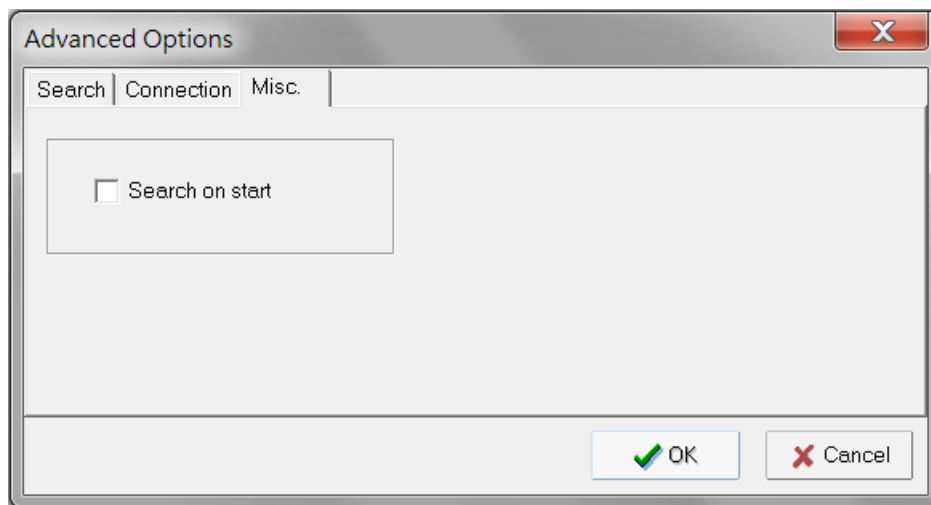 Advanced Options
Search Connection Misc.
Search on start
OK Cancel